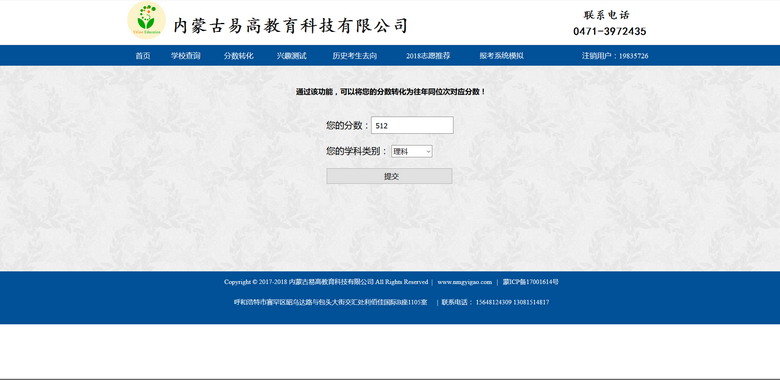 内蒙古易高教育科技有限公司
联系电话
0471-3972435
首页 学校查询 分数转化 兴趣测试 历史考生去向 2018志愿推荐 报考系统模拟 注销用户：19835726
通过该功能，可以将您的分数转化为往年同位次对应分数！
您的分数： 512
您的学科类别： 理科
提交
Copyright © 2017-2018 内蒙古易高教育科技有限公司 All Rights Reserved | www.nmgyigao.com | 蒙ICP备17001614号
呼和浩特市赛罕区昭乌达路与包头大街交汇处利佰佳国际B座1105室 | 联系电话： 15648124309 13081514817